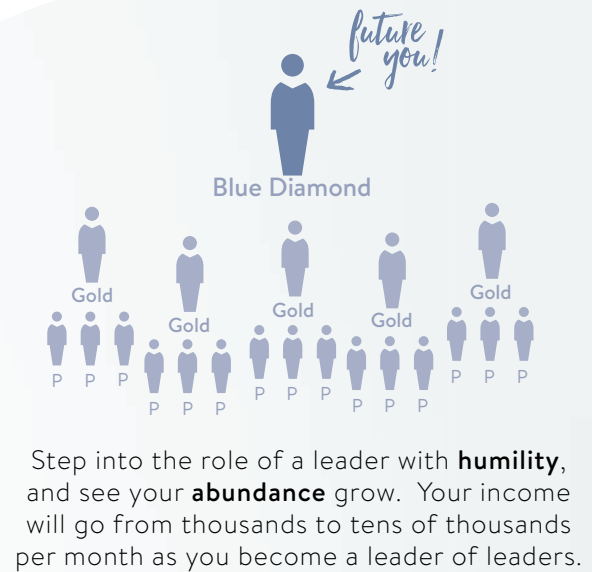 future
you!
Blue Diamond
Gold
Gold
Gold
Gold
Gold
P P P
P P P
P P P
P P P
P P P
Step into the role of a leader with humility,
and see your abundance grow. Your income
will go from thousands to tens of thousands
per month as you become a leader of leaders.